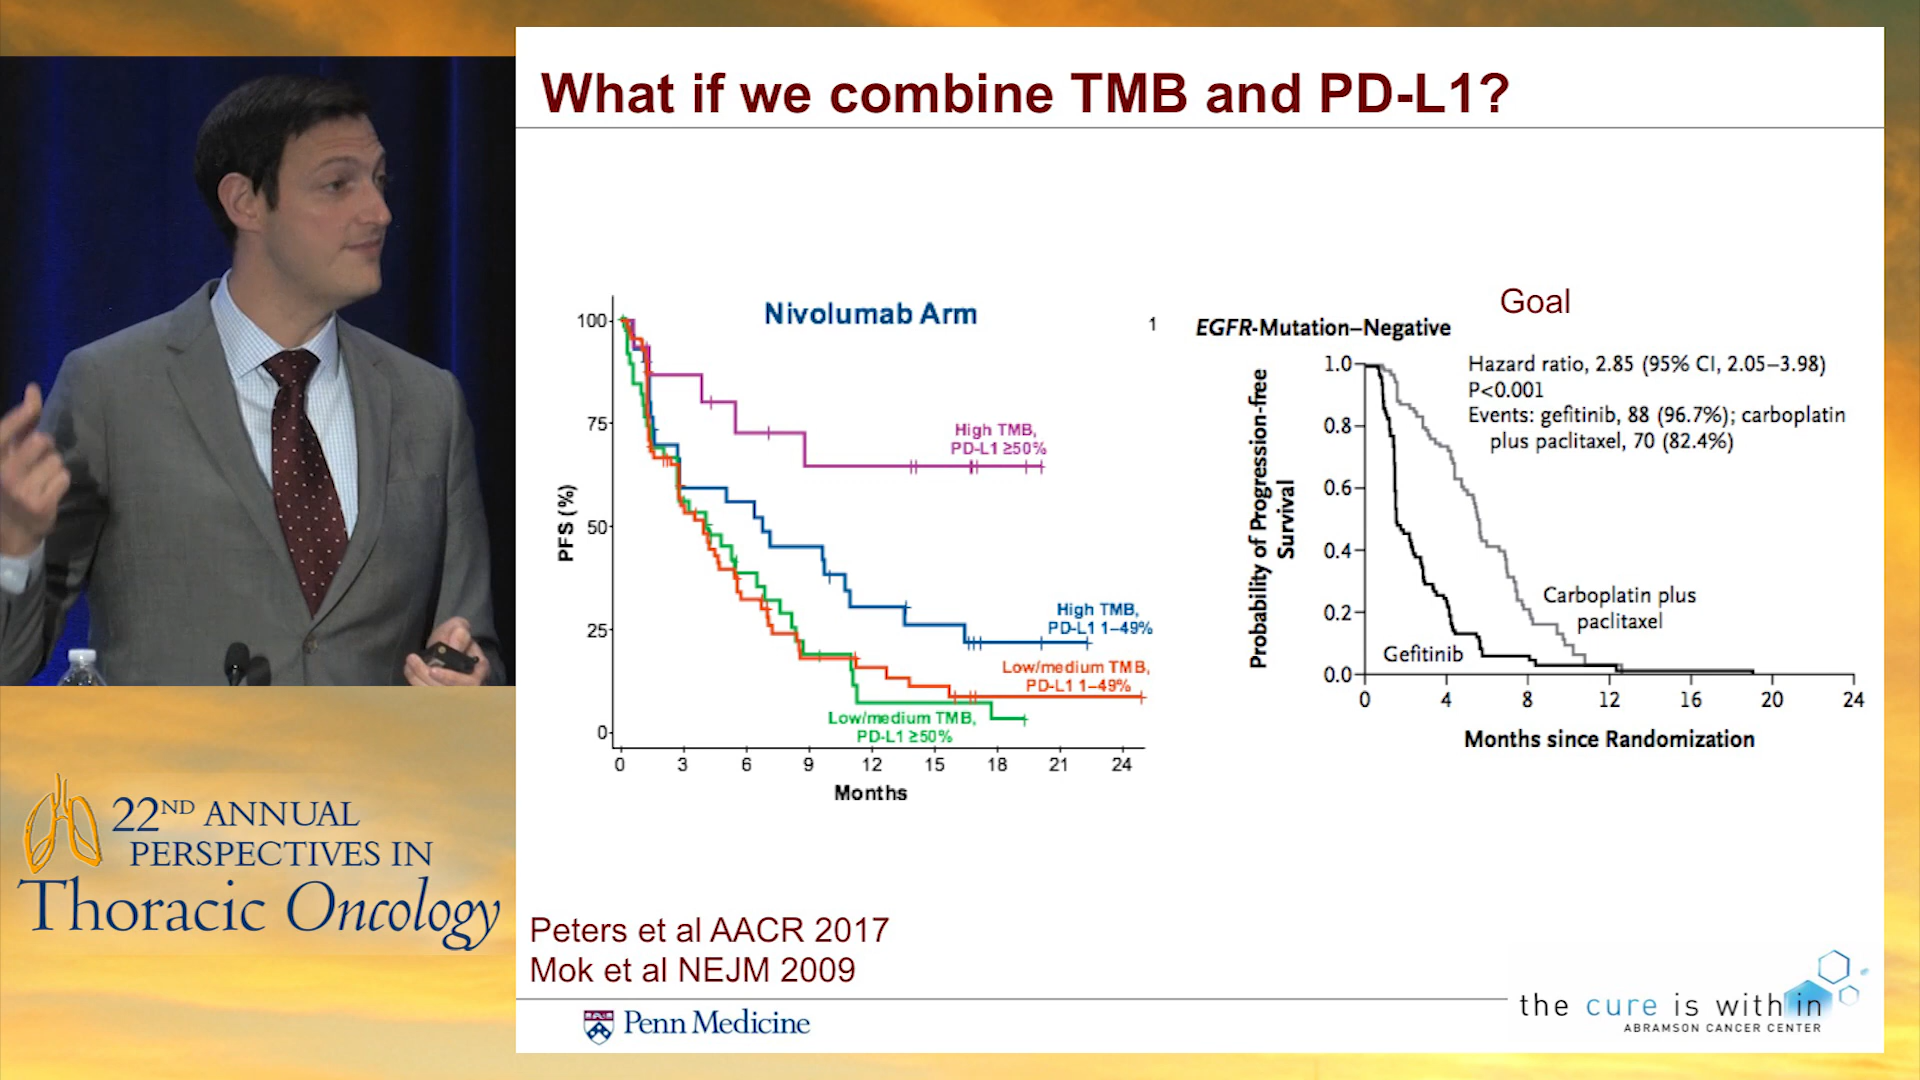 What if we combine TMB and PD-L1?
Nivolumab Arm
PFS (%)
100
75
50
25
0
High TMB,
PD-L1 ≥50%
High TMB,
PD-L1 1–49%
Low/medium TMB,
PD-L1 1–49%
Low/medium TMB,
PD-L1 ≥50%
0 3 6 9 12 15 18 21 24
Months
1
Goal
EGFR-Mutation–Negative
Hazard ratio, 2.85 (95% CI, 2.05–3.98)
P<0.001
Events: gefitinib, 88 (96.7%); carboplatin
plus paclitaxel, 70 (82.4%)
Probability of Progression-free
Survival
1.0
0.8
0.6
0.4
0.2
0.0
Carboplatin plus
paclitaxel
Gefitinib
0 4 8 12 16 20 24
Months since Randomization
Peters et al AACR 2017
Mok et al NEJM 2009
Penn Medicine
the cure is within
ABRAMSON CANCER CENTER
22ND ANNUAL
PERSPECTIVES IN
Thoracic Oncology